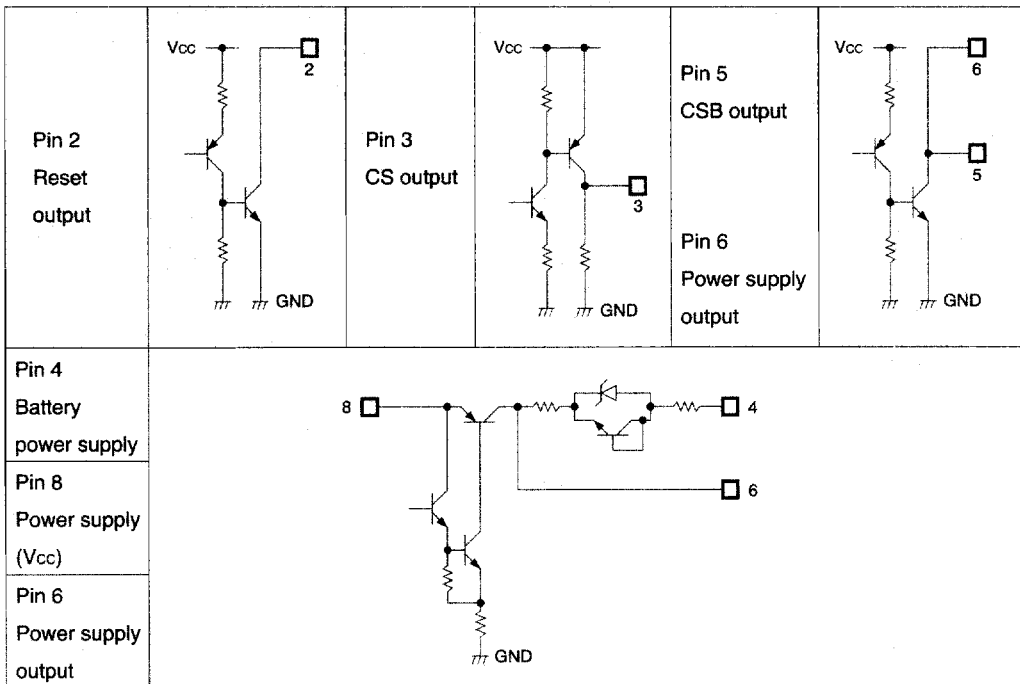 Pin 2
Reset
output
Vcc
2
GND
Pin 3
CS output
Vcc
3
GND
Pin 5
CSB output
Pin 6
Power supply
output
Vcc
6
5
GND
Pin 4
Battery
power supply
Pin 8
Power supply
(Vcc)
Pin 6
Power supply
output
8
4
6
GND